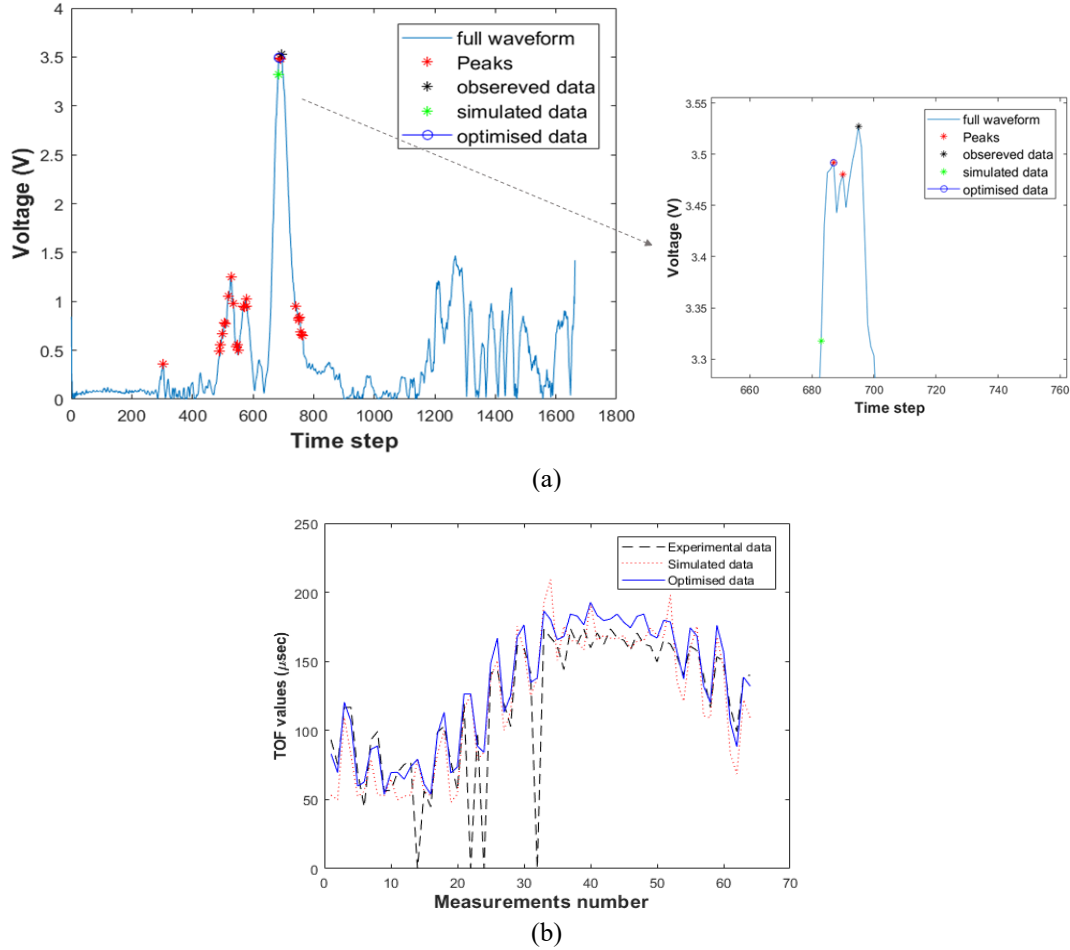 4
3.5
3
2.5
2
1.5
1
0.5
0
Voltage (V)
0 200 400 600 800 1000 1200 1400 1600 1800
Time step
full waveform
Peaks
obsereved data
simulated data
optimised data
3.55
3.5
3.45
3.4
3.35
3.3
Voltage (V)
660 680 700 720 740 760
Time step
full waveform
Peaks
obsereved data
simulated data
optimised data
(a)
250
200
150
100
50
0
TOF values (μsec)
0 10 20 30 40 50 60 70
Measurements number
Experimental data
Simulated data
Optimised data
(b)